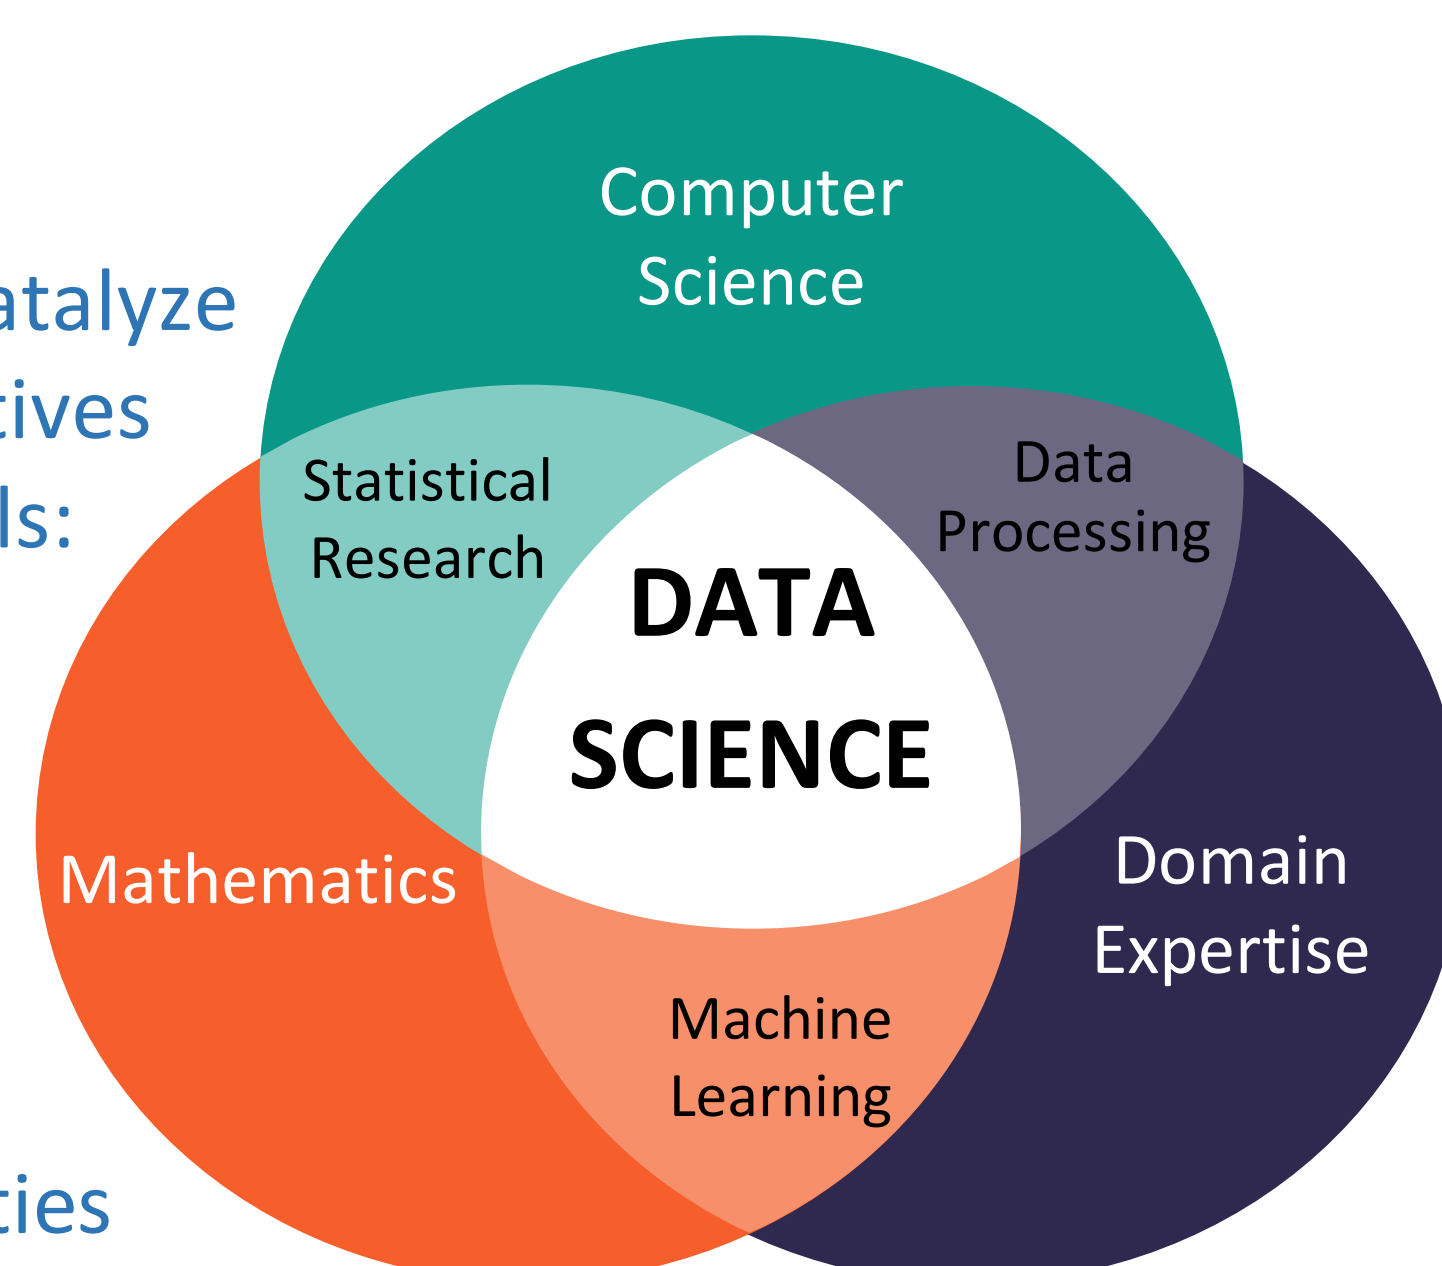 Computer
Science
atalyze
tives
ls:
Statistical
Research
Data
Processing
DATA
SCIENCE
Mathematics
Domain
Expertise
Machine
Learning
ties